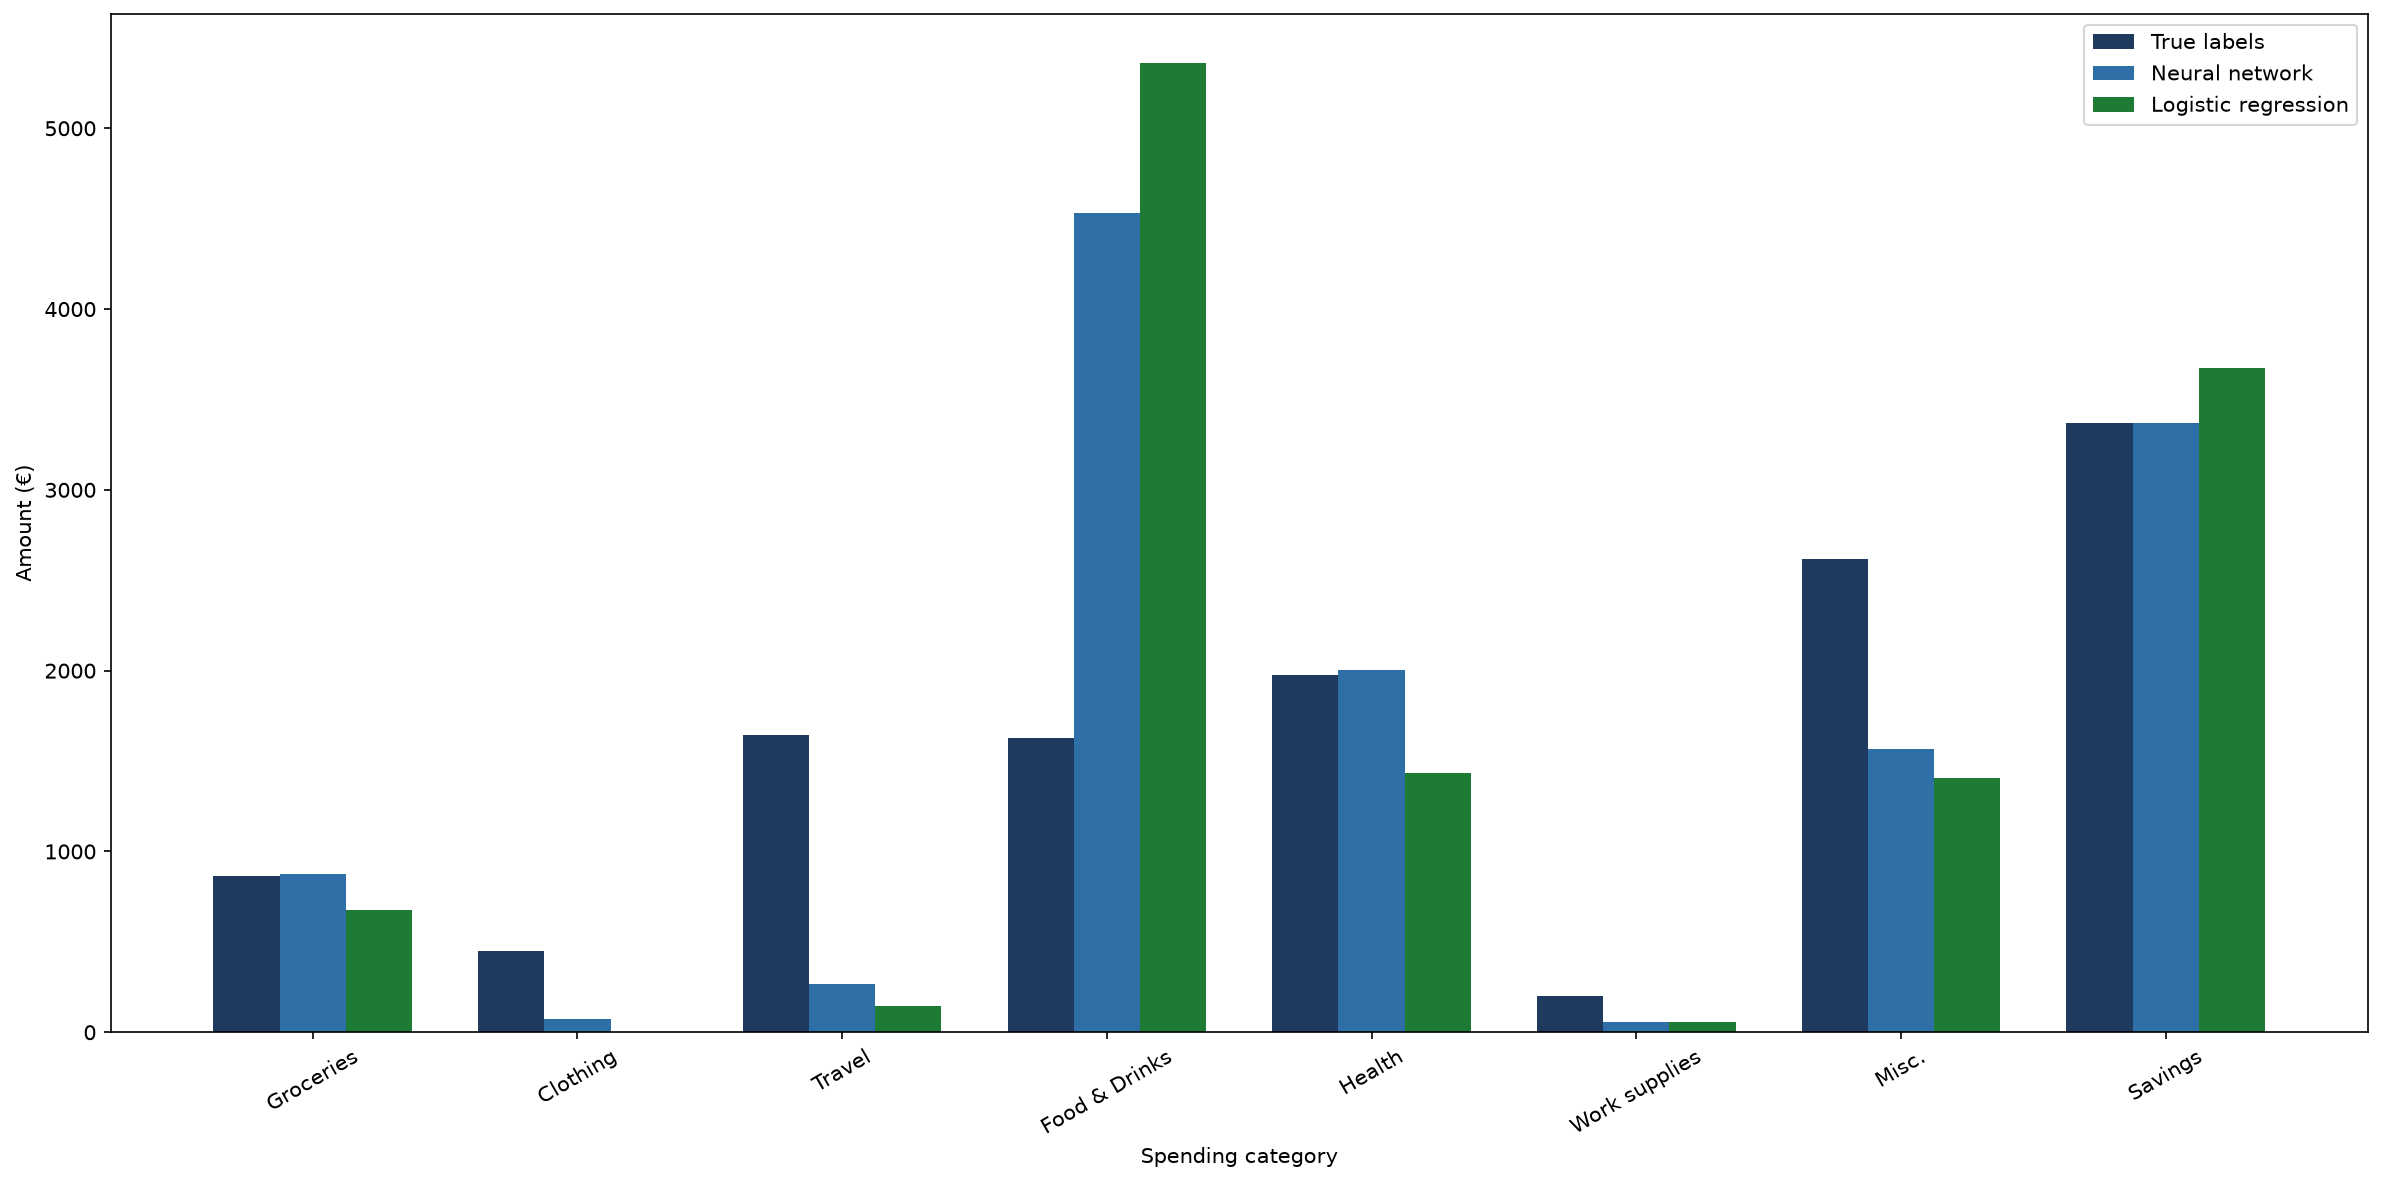 True labels
Neural network
Logistic regression
Amount (€)
5000
4000
3000
2000
1000
0
Groceries
Clothing
Travel
Food & Drinks
Health
Work supplies
Misc.
Savings
Spending category